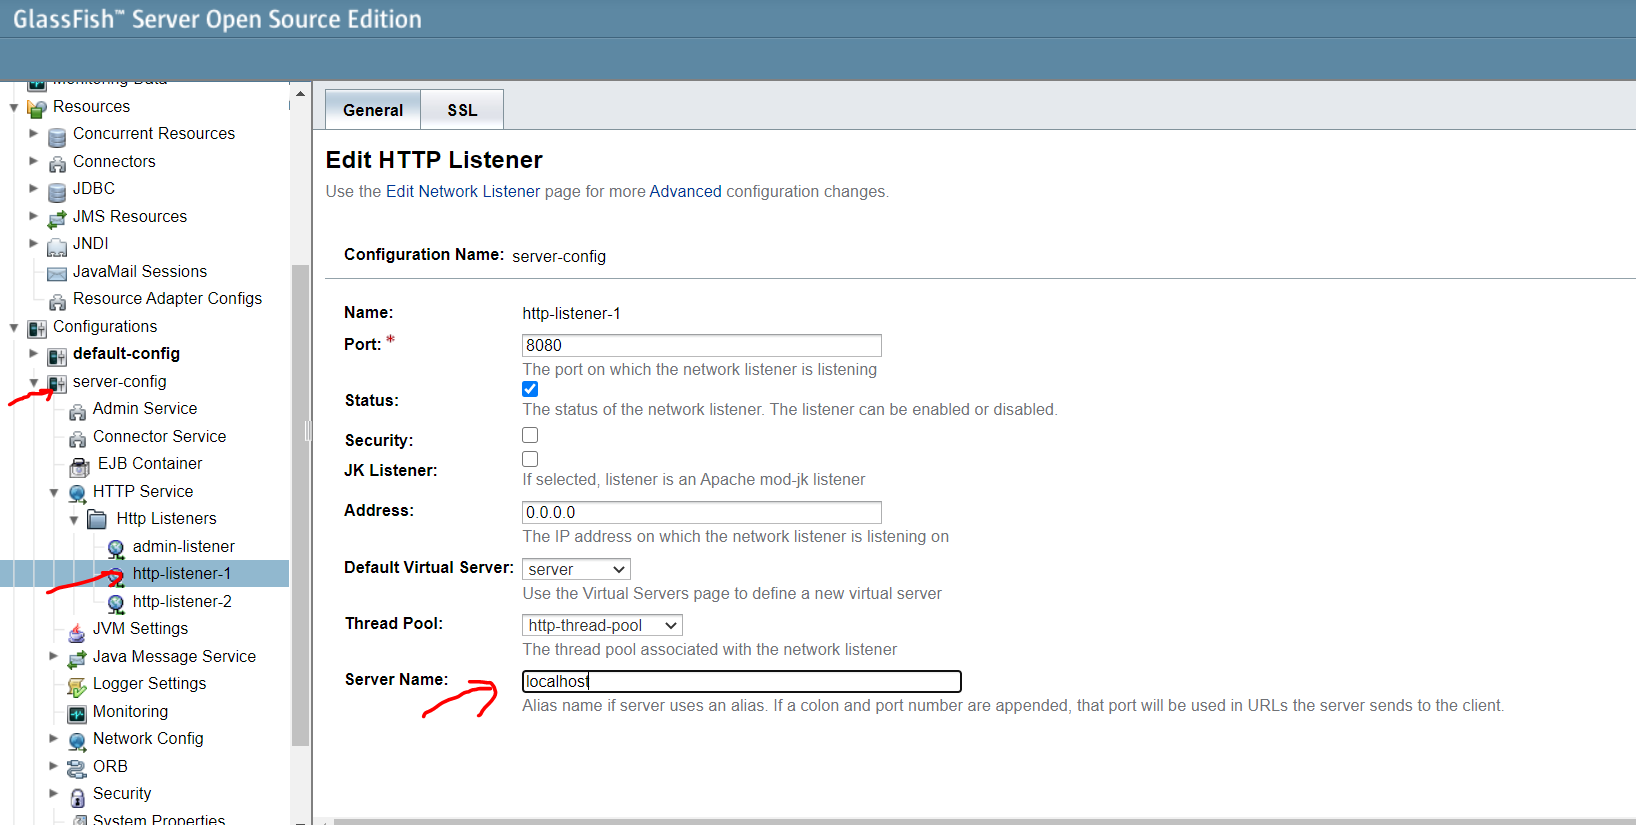 GlassFish™ Server Open Source Edition
Monitoring Data
Resources
Concurrent Resources
Connectors
JDBC
JMS Resources
JNDI
JavaMail Sessions
Resource Adapter Configs
Configurations
default-config
server-config
Admin Service
Connector Service
EJB Container
HTTP Service
Http Listeners
admin-listener
http-listener-1
http-listener-2
JVM Settings
Java Message Service
Logger Settings
Monitoring
Network Config
ORB
Security
System Properties
General
SSL
Edit HTTP Listener
Use the Edit Network Listener page for more Advanced configuration changes.
Configuration Name: server-config
Name: http-listener-1
Port: * 8080
The port on which the network listener is listening
Status:
The status of the network listener. The listener can be enabled or disabled.
Security:
JK Listener:
If selected, listener is an Apache mod-jk listener
Address: 0.0.0.0
The IP address on which the network listener is listening on
Default Virtual Server: server
Use the Virtual Servers page to define a new virtual server
Thread Pool: http-thread-pool
The thread pool associated with the network listener
Server Name: localhost
Alias name if server uses an alias. If a colon and port number are appended, that port will be used in URLs the server sends to the client.